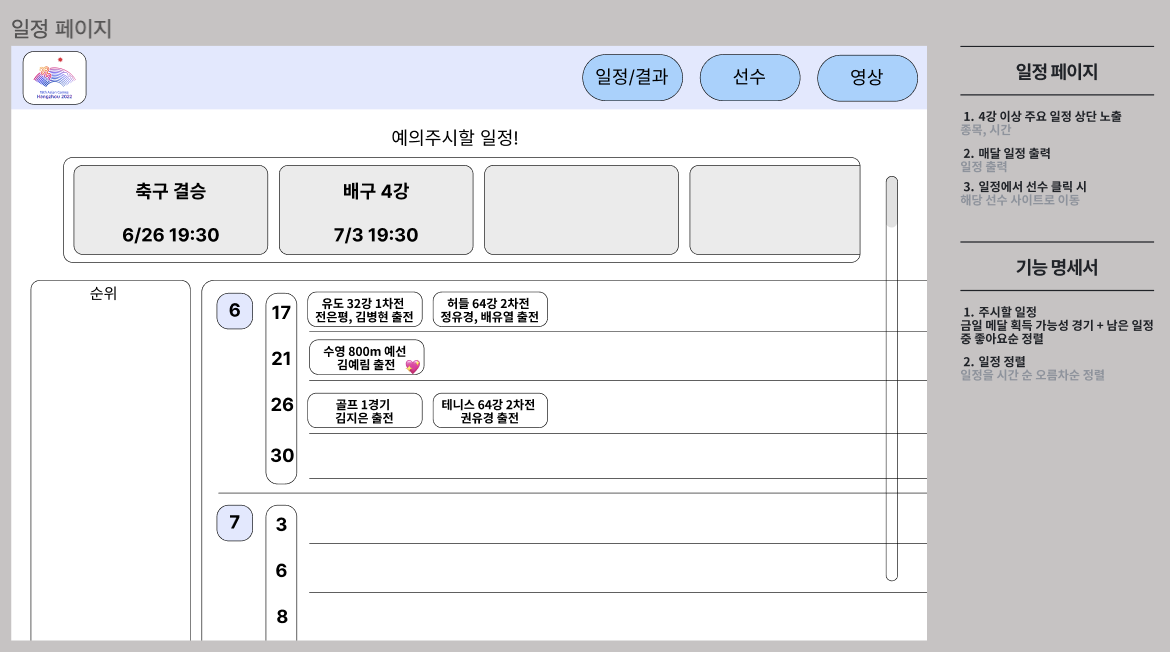 일정 페이지
Hangzhou 2022
일정/결과
선수
영상
예의주시할 일정!
축구 결승
6/26 19:30
배구 4강
7/3 19:30
순위
6
17
유도 32강 1차전
전은평, 김병현 출전
허들 64강 2차전
정유경, 배유열 출전
21
수영 800m 예선
김예림 출전
26
골프 1경기
김지은 출전
테니스 64강 2차전
권유경 출전
30
7
3
6
8
일정 페이지
1. 4강 이상 주요 일정 상단 노출
종목, 시간
2. 매달 일정 출력
일정 출력
3. 일정에서 선수 클릭 시
해당 선수 사이트로 이동
기능 명세서
1. 주시할 일정
금일 메달 획득 가능성 경기 + 남은 일정
중 좋아요순 정렬
2. 일정 정렬
일정을 시간 순 오름차순 정렬